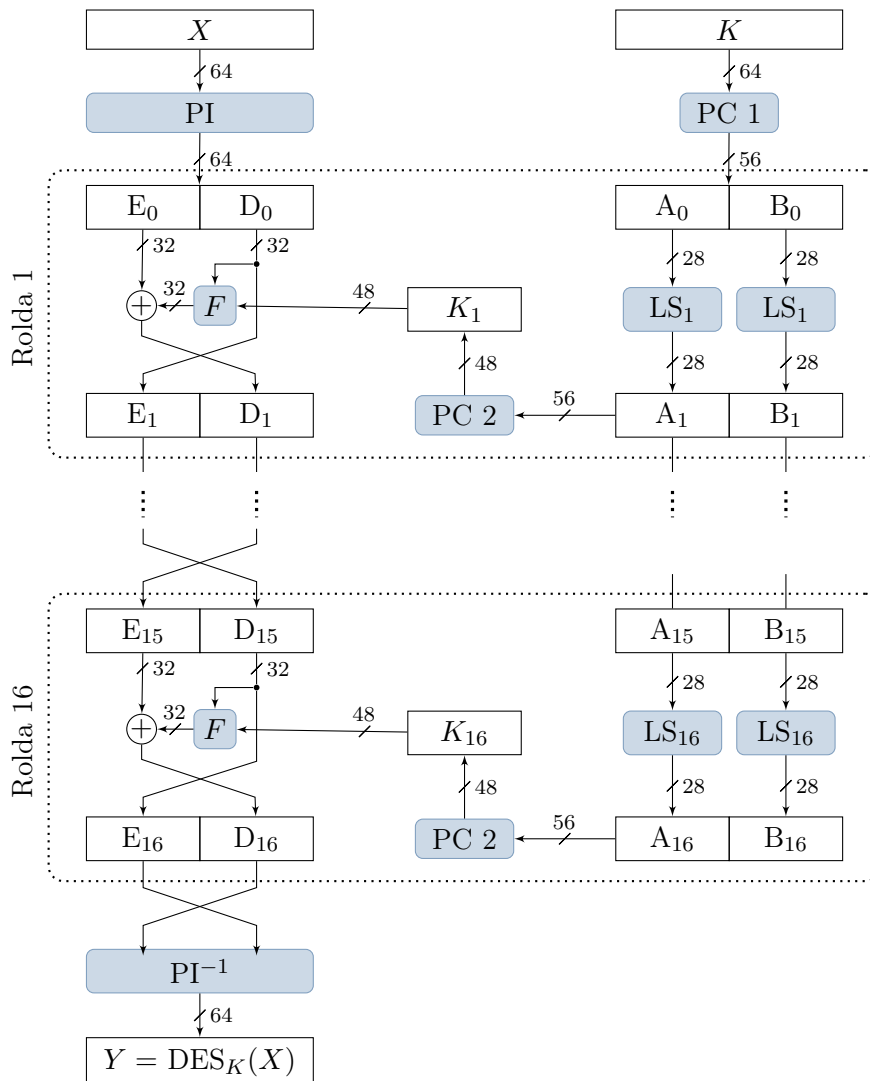 X K
64 64
PI PC 1
64 56
E₀ D₀ A₀ B₀
32 32 28 28
Rolda 1
32 F 48 K₁ LS₁ LS₁
48 28 28
E₁ D₁ PC 2 56 A₁ B₁
E₁₅ D₁₅ A₁₅ B₁₅
32 32 28 28
Rolda 16
32 F 48 K₁₆ LS₁₆ LS₁₆
48 28 28
E₁₆ D₁₆ PC 2 56 A₁₆ B₁₆
PI⁻¹
64
Y = DES_K(X)